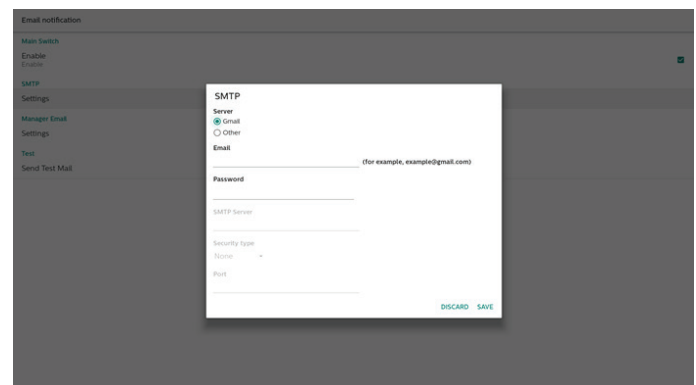 Email notification
Main Switch
Enable
Enable
SMTP
Settings
Manager Email
Settings
Test
Send Test Mail
SMTP
Server
Gmail
Other
Email
(for example, example@gmail.com)
Password
SMTP Server
Security type
None
Port
DISCARD SAVE